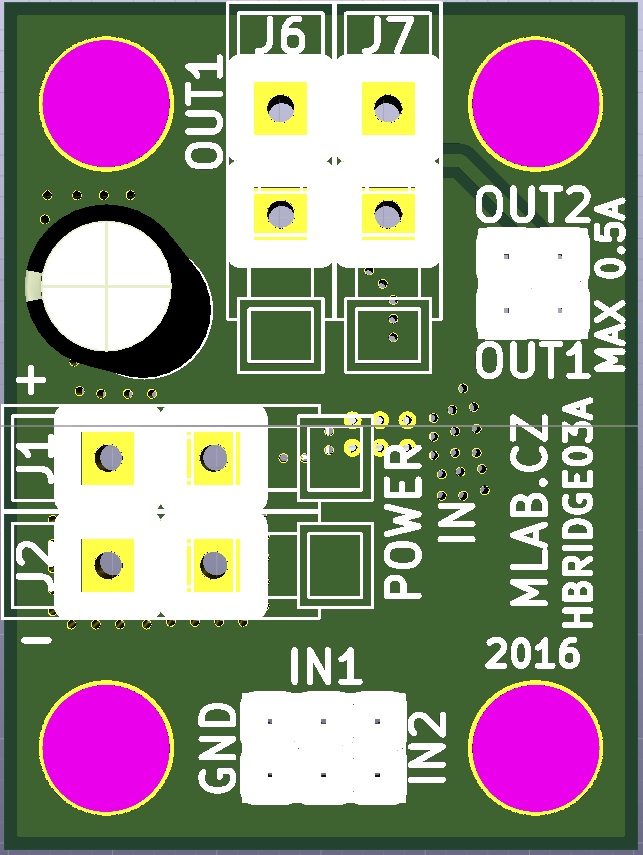 J6
J7
OUT1
OUT2
MAX 0.5A
OUT1
+
J1
J2
POWER
IN
MLAB.CZ
HBRIDGE03A
−
2016
IN1
GND
IN2